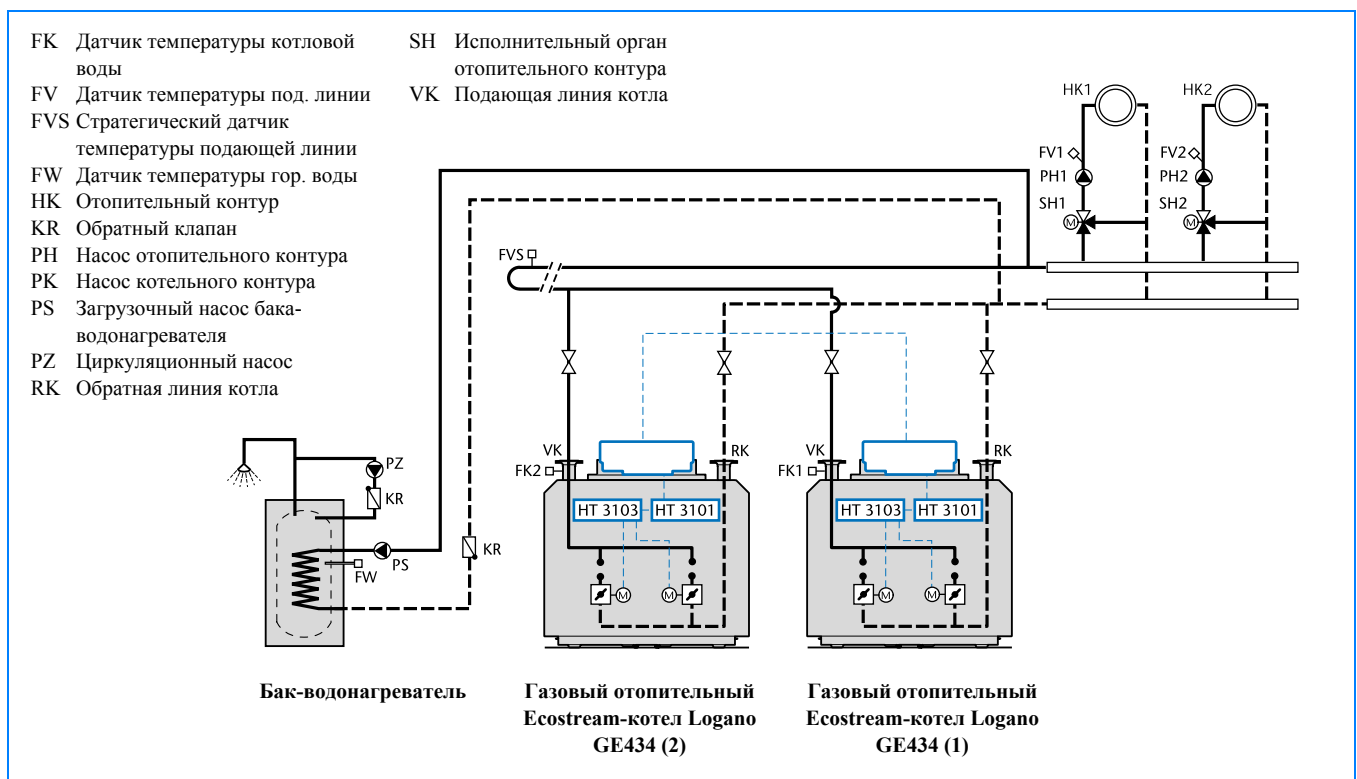 FK Датчик температуры котловой
воды
FV Датчик температуры под. линии
FVS Стратегический датчик
температуры подающей линии
FW Датчик температуры гор. воды
HK Отопительный контур
KR Обратный клапан
PH Насос отопительного контура
PK Насос котельного контура
PS Загрузочный насос бака-
водонагревателя
PZ Циркуляционный насос
RK Обратная линия котла
SH Исполнительный орган
отопительного контура
VK Подающая линия котла
HK1
HK2
FV1
FV2
PH1
PH2
SH1
SH2
M
M
FVS
VK
RK
VK
RK
FK2
FK1
PZ
KR
KR
PS
FW
HT 3103
HT 3101
HT 3103
HT 3101
M
M
M
M
Бак-водонагреватель
Газовый отопительный
Ecostream-котел Logano
GE434 (2)
Газовый отопительный
Ecostream-котел Logano
GE434 (1)